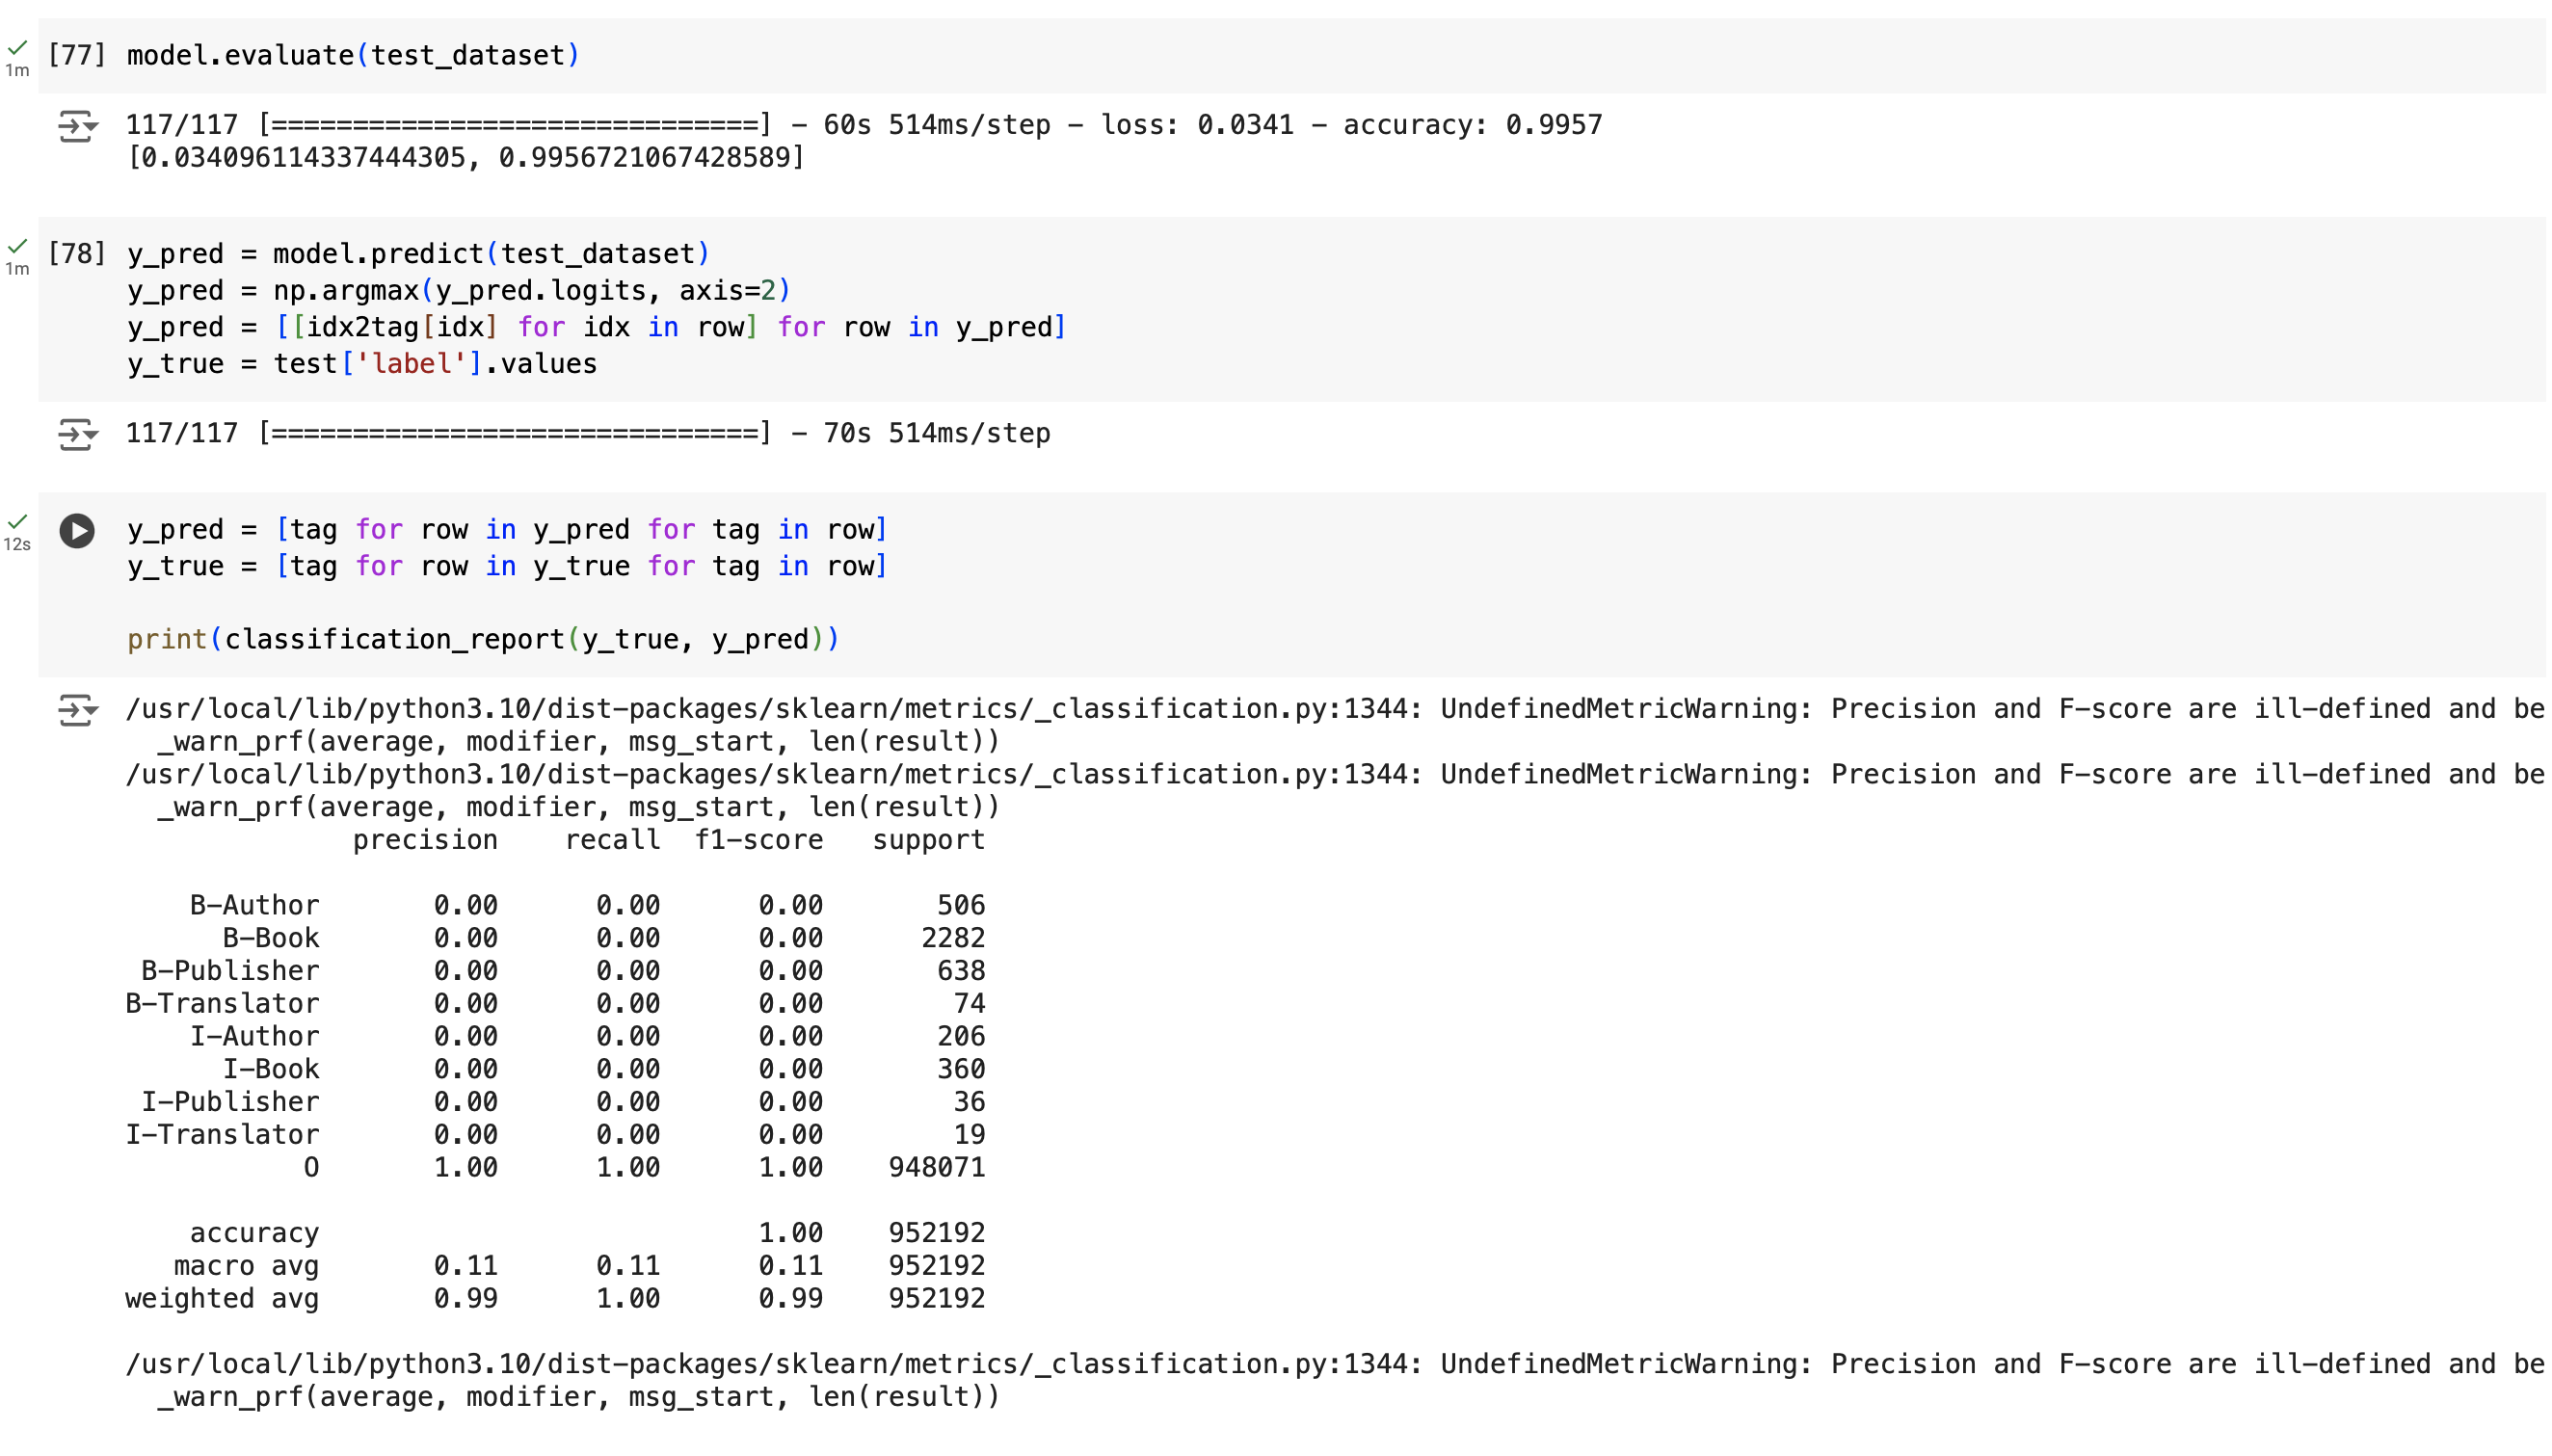 [77] model.evaluate(test_dataset)
1m
117/117 [==============================] - 60s 514ms/step - loss: 0.0341 - accuracy: 0.9957
[0.034096114337444305, 0.9956721067428589]
[78] y_pred = model.predict(test_dataset)
1m
y_pred = np.argmax(y_pred.logits, axis=2)
y_pred = [[idx2tag[idx] for idx in row] for row in y_pred]
y_true = test['label'].values
117/117 [==============================] - 70s 514ms/step
y_pred = [tag for row in y_pred for tag in row]
12s
y_true = [tag for row in y_true for tag in row]
print(classification_report(y_true, y_pred))
/usr/local/lib/python3.10/dist-packages/sklearn/metrics/_classification.py:1344: UndefinedMetricWarning: Precision and F-score are ill-defined and be
_warn_prf(average, modifier, msg_start, len(result))
/usr/local/lib/python3.10/dist-packages/sklearn/metrics/_classification.py:1344: UndefinedMetricWarning: Precision and F-score are ill-defined and be
_warn_prf(average, modifier, msg_start, len(result))
precision recall f1-score support
B-Author 0.00 0.00 0.00 506
B-Book 0.00 0.00 0.00 2282
B-Publisher 0.00 0.00 0.00 638
B-Translator 0.00 0.00 0.00 74
I-Author 0.00 0.00 0.00 206
I-Book 0.00 0.00 0.00 360
I-Publisher 0.00 0.00 0.00 36
I-Translator 0.00 0.00 0.00 19
O 1.00 1.00 1.00 948071
accuracy 1.00 952192
macro avg 0.11 0.11 0.11 952192
weighted avg 0.99 1.00 0.99 952192
/usr/local/lib/python3.10/dist-packages/sklearn/metrics/_classification.py:1344: UndefinedMetricWarning: Precision and F-score are ill-defined and be
_warn_prf(average, modifier, msg_start, len(result))